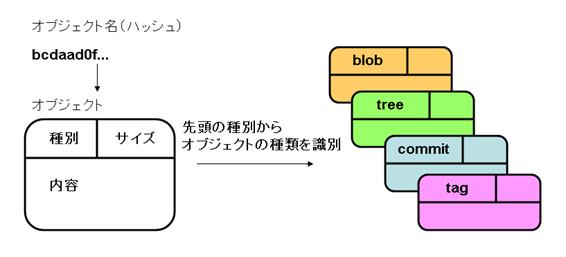 オブジェクト名(ハッシュ)
bcdaad0f...
オブジェクト
種別
サイズ
内容
先頭の種別から
オブジェクトの種類を識別
blob
tree
commit
tag